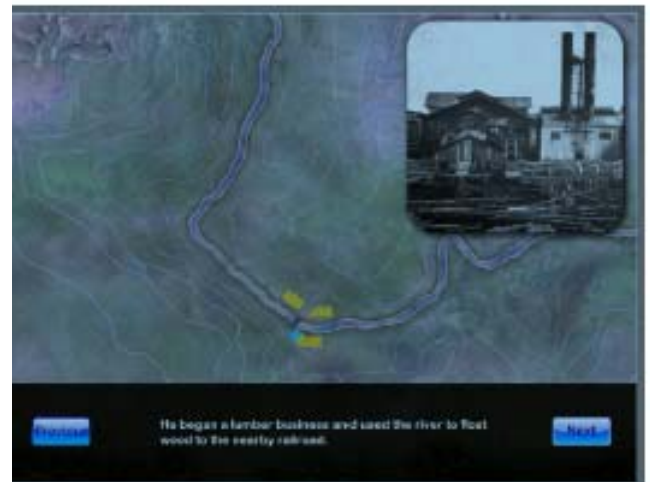 Previous
He began a lumber business and used the river to float
wood to the nearby railroad.
Next